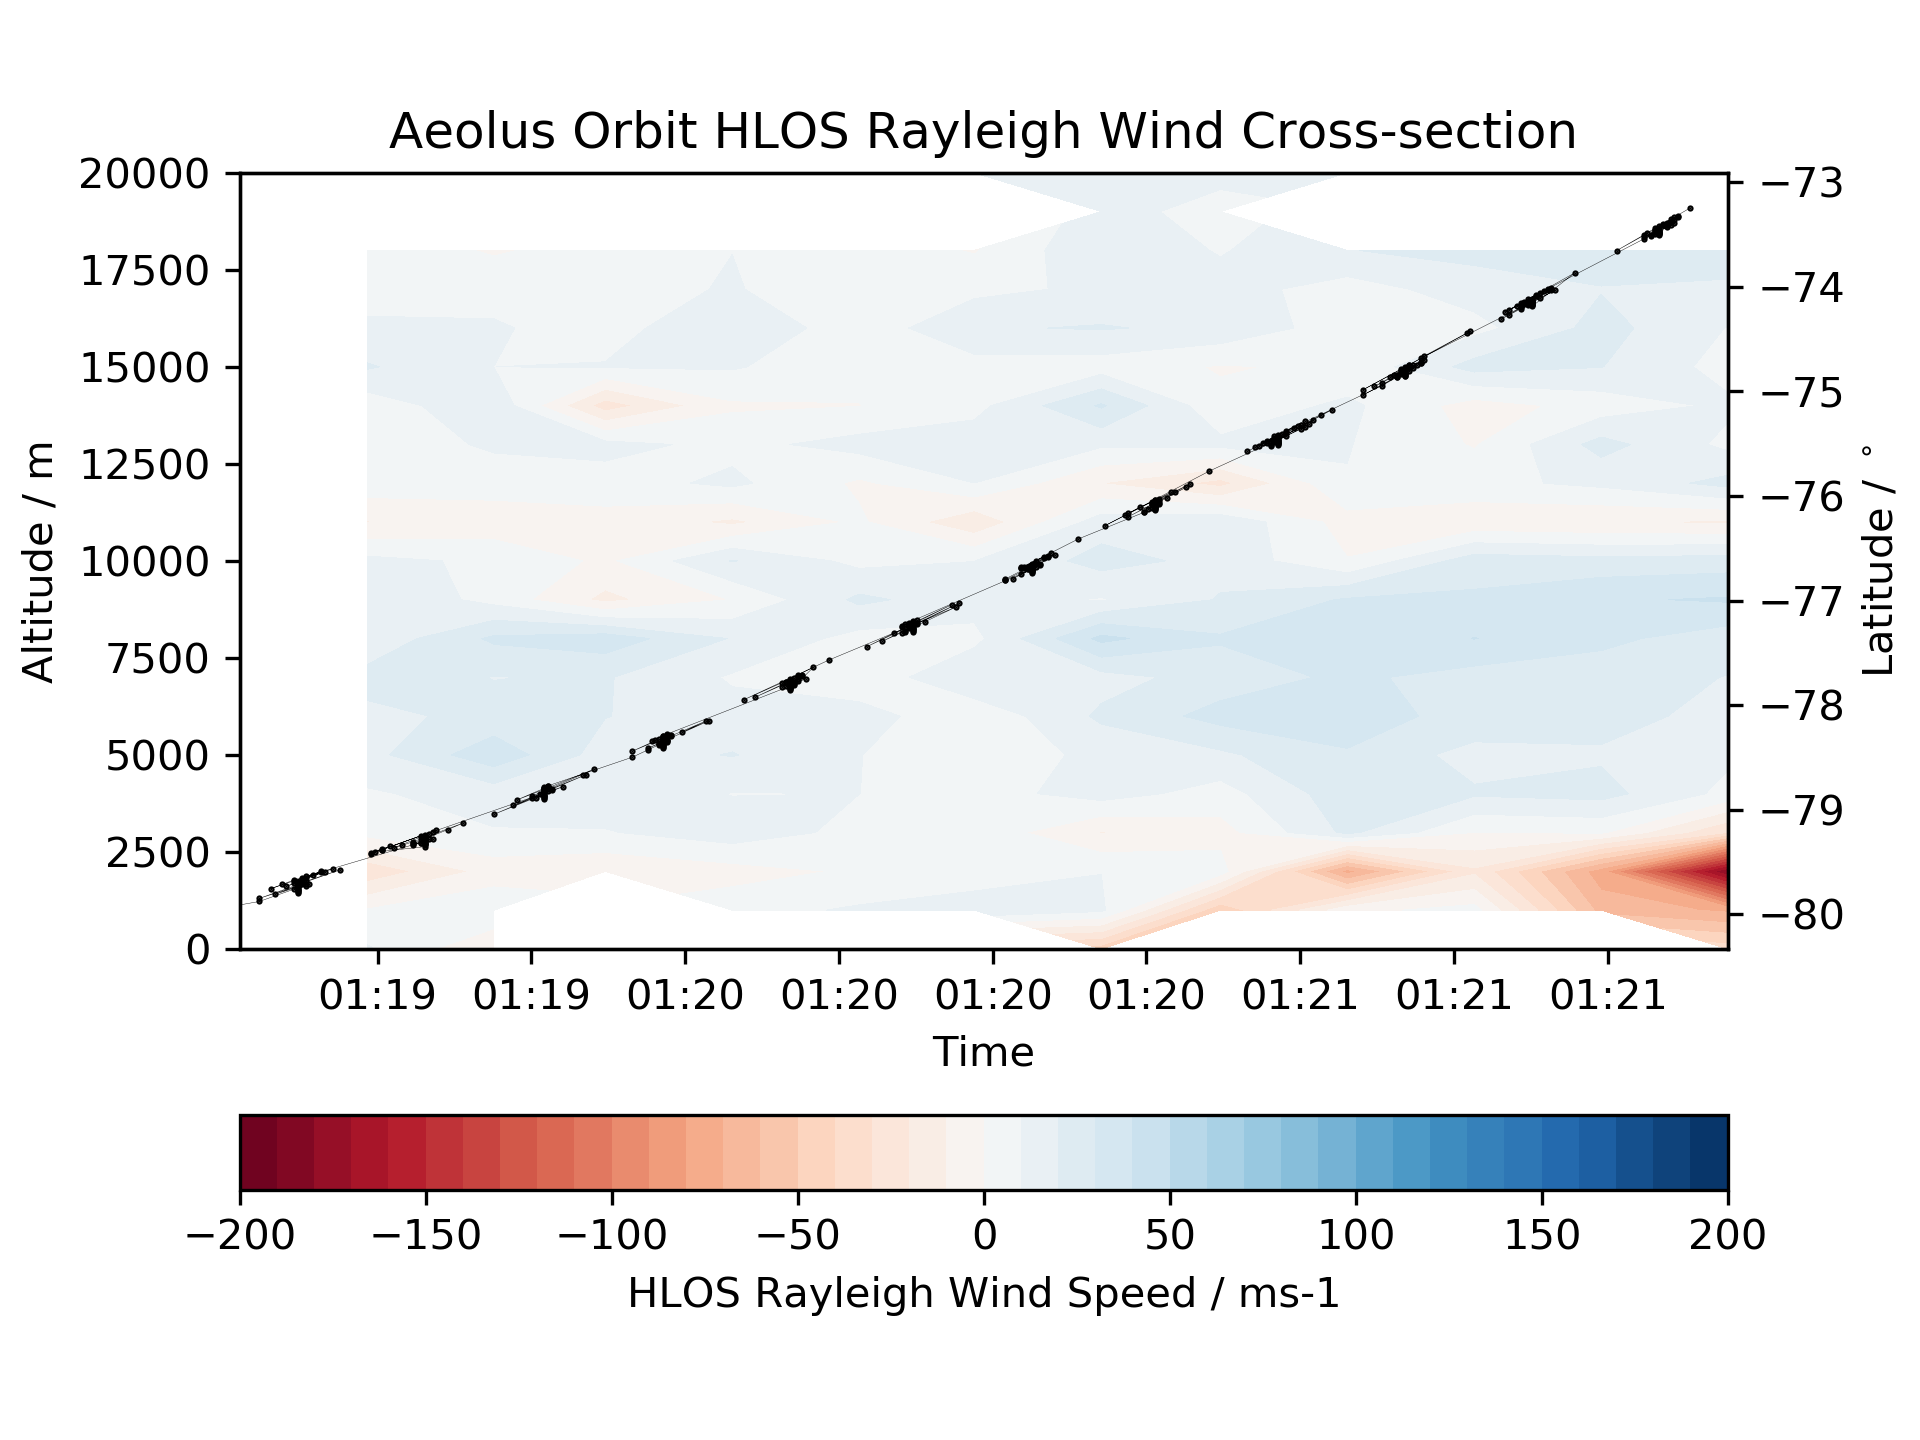 Aeolus Orbit HLOS Rayleigh Wind Cross-section
20000
17500
15000
12500
10000
7500
5000
2500
0
Altitude / m
−73
−74
−75
−76
−77
−78
−79
−80
Latitude / °
01:19 01:19 01:20 01:20 01:20 01:20 01:21 01:21 01:21
Time
−200 −150 −100 −50 0 50 100 150 200
HLOS Rayleigh Wind Speed / ms-1